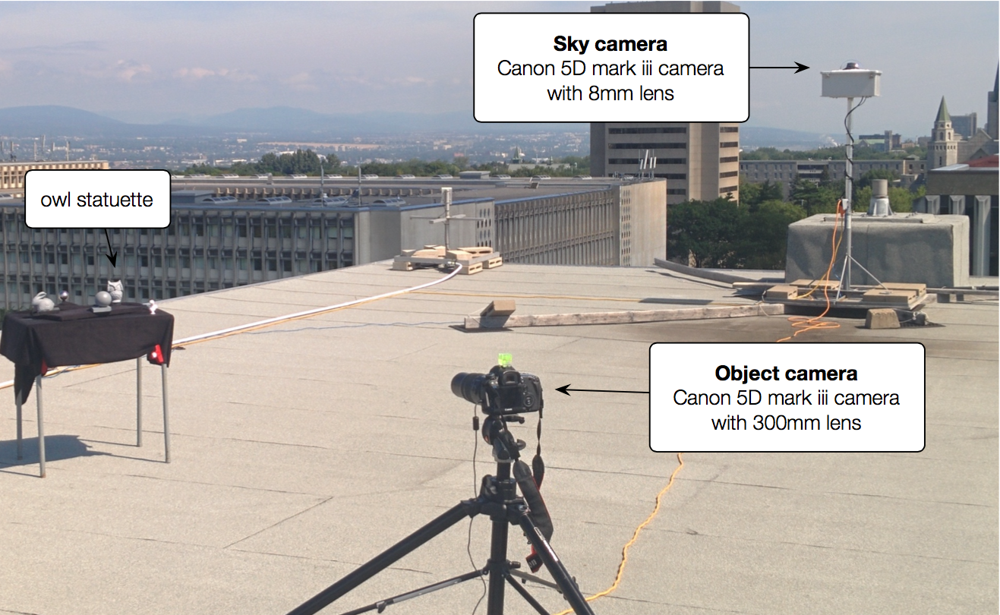 Sky camera
Canon 5D mark iii camera
with 8mm lens
owl statuette
Object camera
Canon 5D mark iii camera
with 300mm lens